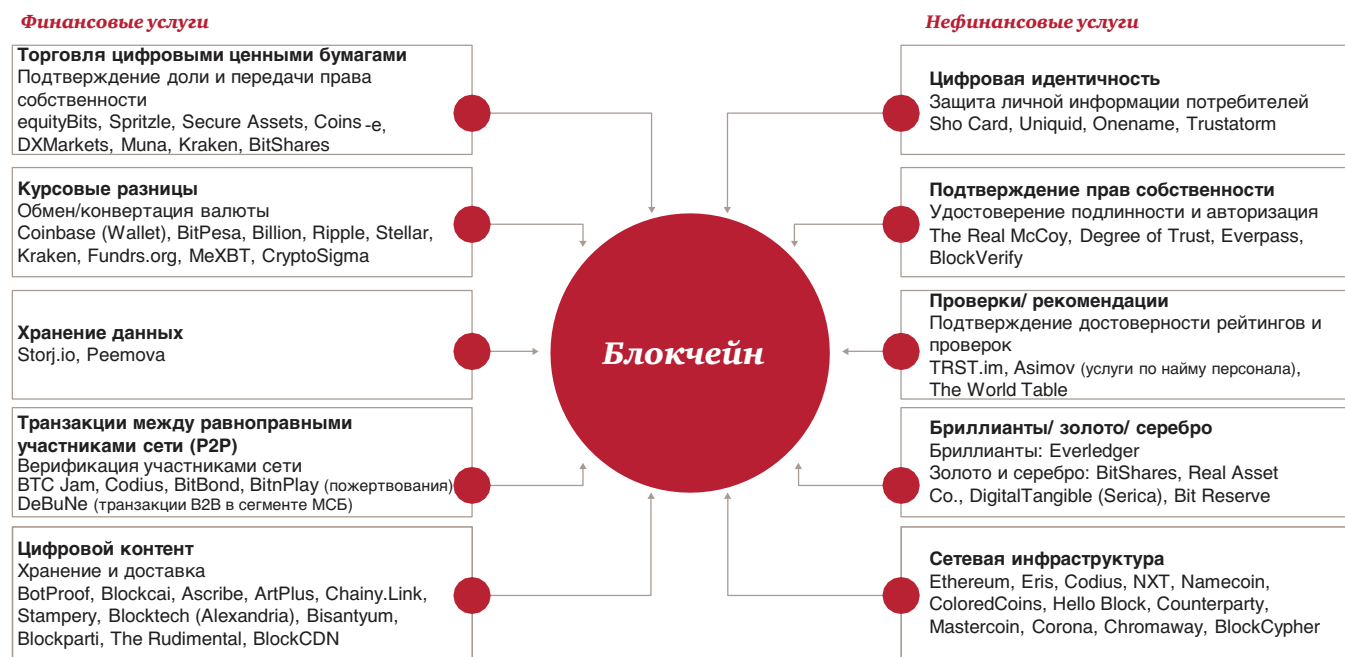 Финансовые услуги
Торговля цифровыми ценными бумагами
Подтверждение доли и передачи права
собственности
equityBits, Spritzle, Secure Assets, Coins -e,
DXMarkets, Muna, Kraken, BitShares
Курсовые разницы
Обмен/конвертация валюты
Coinbase (Wallet), BitPesa, Billion, Ripple, Stellar,
Kraken, Fundrs.org, MeXBT, CryptoSigma
Хранение данных
Storj.io, Peemova
Транзакции между равноправными
участниками сети (P2P)
Верификация участниками сети
BTC Jam, Codius, BitBond, BitnPlay (пожертвования)
DeBuNe (транзакции B2B в сегменте МСБ)
Цифровой контент
Хранение и доставка
BotProof, Blockcai, Ascribe, ArtPlus, Chainy.Link,
Stampery, Blocktech (Alexandria), Bisantyum,
Blockparti, The Rudimental, BlockCDN
Блокчейн
Нефинансовые услуги
Цифровая идентичность
Защита личной информации потребителей
Sho Card, Uniquid, Onename, Trustatorm
Подтверждение прав собственности
Удостоверение подлинности и авторизация
The Real McCoy, Degree of Trust, Everpass,
BlockVerify
Проверки/ рекомендации
Подтверждение достоверности рейтингов и
проверок
TRST.im, Asimov (услуги по найму персонала),
The World Table
Бриллианты/ золото/ серебро
Бриллианты: Everledger
Золото и серебро: BitShares, Real Asset
Co., DigitalTangible (Serica), Bit Reserve
Сетевая инфраструктура
Ethereum, Eris, Codius, NXT, Namecoin,
ColoredCoins, Hello Block, Counterparty,
Mastercoin, Corona, Chromaway, BlockCypher